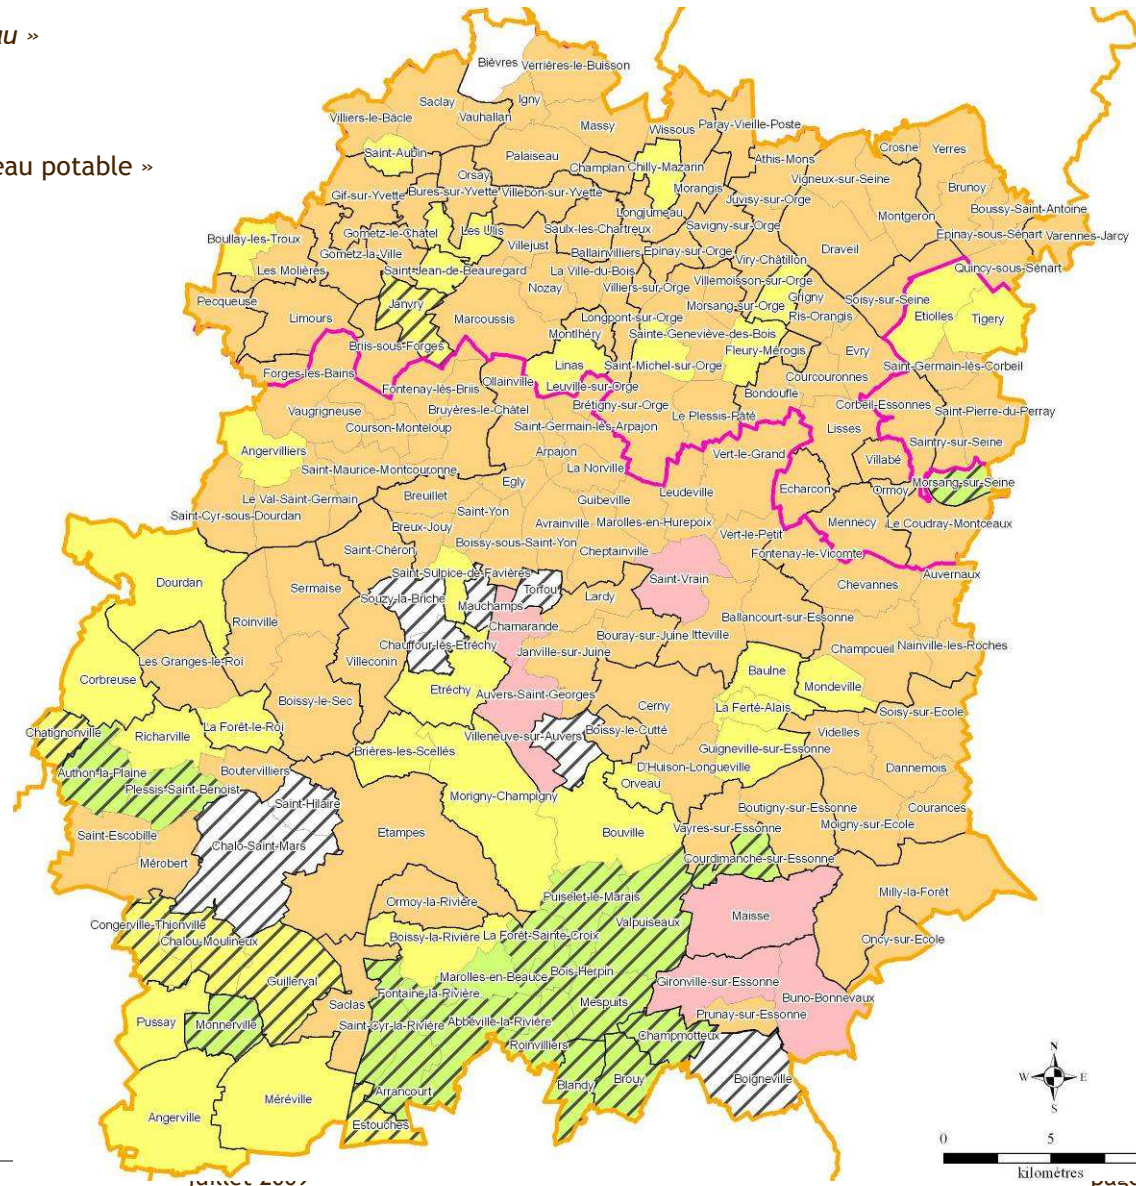 au »
eau potable »
Bièvres
Verrières-le-Buisson
Saclay
Igny
Villiers-le-Bâcle
Vauhallan
Massy
Wissous
Paray-Vieille-Poste
Saint-Aubin
Palaiseau
Champlan
Chilly-Mazarin
Athis-Mons
Crosne
Yerres
Orsay
Vigneux-sur-Seine
Gif-sur-Yvette
Bures-sur-Yvette
Villebon-sur-Yvette
Morangis
Juvisy-sur-Orge
Brunoy
Longjumeau
Montgeron
Boussy-Saint-Antoine
Boullay-les-Troux
Gometz-le-Châtel
Les Ulis
Saulx-les-Chartreux
Savigny-sur-Orge
Epinay-sous-Sénart
Varennes-Jarcy
Gometz-la-Ville
Villejust
Ballainvilliers
Epinay-sur-Orge
Draveil
Les Molières
Saint-Jean-de-Beauregard
La Ville-du-Bois
Viry-Châtillon
Quincy-sous-Sénart
Pecqueuse
Janvry
Nozay
Villiers-sur-Orge
Villemoisson-sur-Orge
Grigny
Soisy-sur-Seine
Limours
Marcoussis
Longpont-sur-Orge
Morsang-sur-Orge
Ris-Orangis
Etiolles
Tigery
Briis-sous-Forges
Montlhéry
Sainte-Geneviève-des-Bois
Fleury-Mérogis
Evry
Forges-les-Bains
Linas
Saint-Michel-sur-Orge
Saint-Germain-lès-Corbeil
Fontenay-lès-Briis
Ollainville
Leuville-sur-Orge
Courcouronnes
Bondoufle
Vaugrigneuse
Bruyères-le-Châtel
Brétigny-sur-Orge
Le Plessis-Pâté
Corbeil-Essonnes
Saint-Pierre-du-Perray
Courson-Monteloup
Saint-Germain-lès-Arpajon
Lisses
Angervilliers
Arpajon
Vert-le-Grand
Saintry-sur-Seine
Saint-Maurice-Montcouronne
La Norville
Villabé
Egly
Leudeville
Echarcon
Ormoy
Morsang-sur-Seine
Le Val-Saint-Germain
Breuillet
Guibeville
Saint-Cyr-sous-Dourdan
Saint-Yon
Avrainville
Marolles-en-Hurepoix
Mennecy
Le Coudray-Montceaux
Breux-Jouy
Vert-le-Petit
Saint-Chéron
Boissy-sous-Saint-Yon
Cheptainville
Fontenay-le-Vicomte
Dourdan
Sermaise
Saint-Sulpice-de-Favières
Saint-Vrain
Chevannes
Auvernaux
Souzy-la-Briche
Mauchamps
Torfou
Lardy
Roinville
Chamarande
Bouray-sur-Juine
Itteville
Ballancourt-sur-Essonne
Chauffour-lès-Etréchy
Janville-sur-Juine
Champcueil
Nainville-les-Roches
Les Granges-le-Roi
Villeconin
Baulne
Mondeville
Corbreuse
Boissy-le-Sec
Etréchy
Auvers-Saint-Georges
Cerny
La Ferté-Alais
Soisy-sur-Ecole
Chatignonville
Richarville
La Forêt-le-Roi
Villeneuve-sur-Auvers
Boissy-le-Cutté
Videlles
Brières-les-Scellés
Guigneville-sur-Essonne
Authon-la-Plaine
Boutervilliers
D'Huison-Longueville
Dannemois
Plessis-Saint-Benoist
Morigny-Champigny
Orveau
Saint-Hilaire
Boutigny-sur-Essonne
Courances
Saint-Escobille
Etampes
Bouville
Vayres-sur-Essonne
Moigny-sur-Ecole
Chalo-Saint-Mars
Mérobert
Courdimanche-sur-Essonne
Milly-la-Forêt
Ormoy-la-Rivière
Puiselet-le-Marais
Maisse
Congerville-Thionville
Valpuiseaux
Chalou-Moulineux
Boissy-la-Rivière
La Forêt-Sainte-Croix
Oncy-sur-Ecole
Guillerval
Marolles-en-Beauce
Bois-Herpin
Gironville-sur-Essonne
Fontaine-la-Rivière
Mespuits
Buno-Bonnevaux
Saclas
Prunay-sur-Essonne
Pussay
Monnerville
Saint-Cyr-la-Rivière
Abbéville-la-Rivière
Champmotteux
Roinvilliers
Blandy
Brouy
Boigneville
Arrancourt
Méréville
Angerville
Estouches
N
W
E
S
0
5
kilomètres
juillet 2009
page